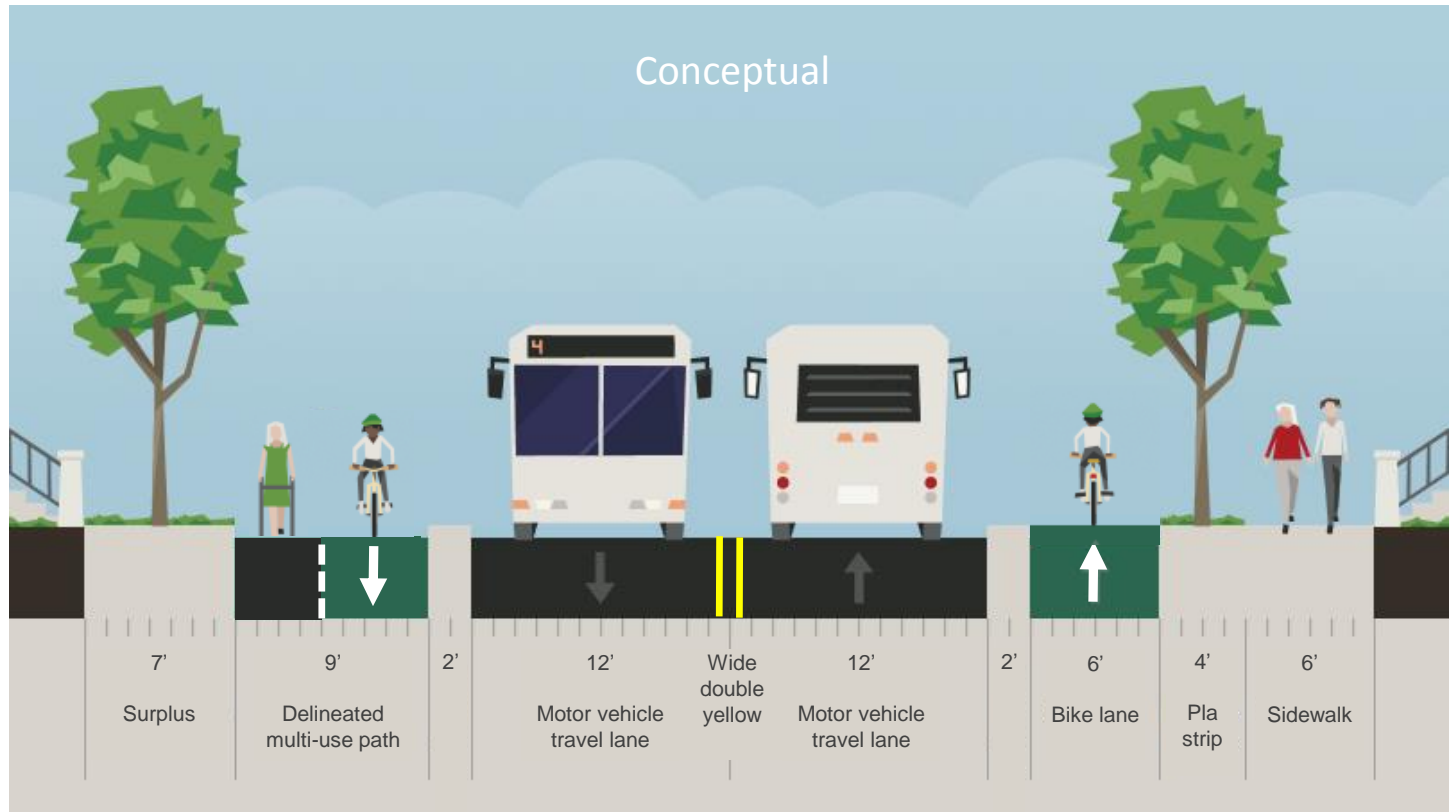 Conceptual
4
7’
Surplus
9’
Delineated
multi-use path
2’
12’
Motor vehicle
travel lane
Wide
double
yellow
12’
Motor vehicle
travel lane
2’
6’
Bike lane
4’
Pla
strip
6’
Sidewalk